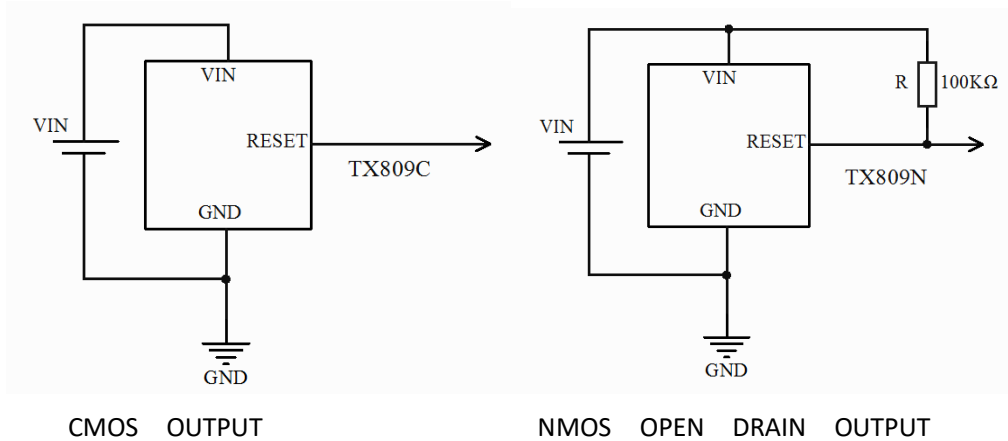 VIN
VIN
RESET
TX809C
GND
GND
CMOS OUTPUT
VIN
R 100KΩ
VIN
RESET
TX809N
GND
GND
NMOS OPEN DRAIN OUTPUT